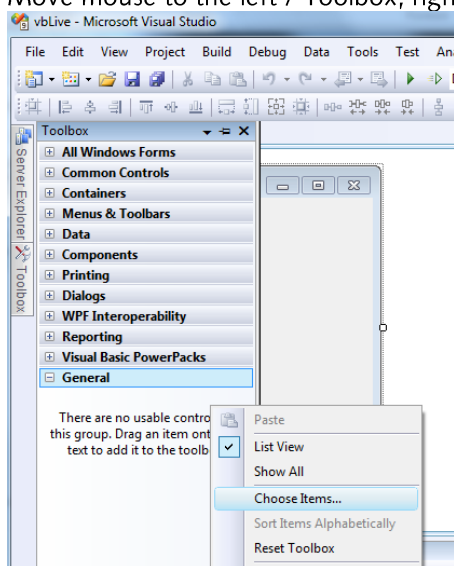 Move mouse to the left / Toolbox, righ
vbLive - Microsoft Visual Studio
File Edit View Project Build Debug Data Tools Test An
Server Explorer
Toolbox
Toolbox
All Windows Forms
Common Controls
Containers
Menus & Toolbars
Data
Components
Printing
Dialogs
WPF Interoperability
Reporting
Visual Basic PowerPacks
General
There are no usable contro
this group. Drag an item ont
text to add it to the toolb
Paste
List View
Show All
Choose Items...
Sort Items Alphabetically
Reset Toolbox